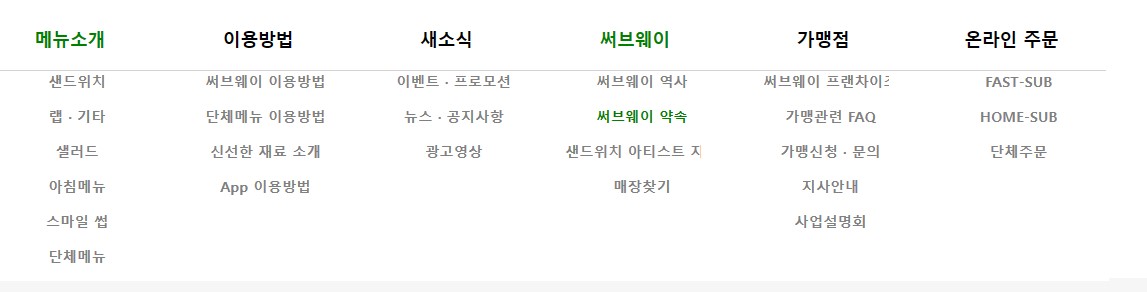 메뉴소개 이용방법 새소식 써브웨이 가맹점 온라인 주문
샌드위치 써브웨이 이용방법 이벤트 · 프로모션 써브웨이 역사 써브웨이 프랜차이 FAST-SUB
랩 · 기타 단체메뉴 이용방법 뉴스 · 공지사항 써브웨이 약속 가맹관련 FAQ HOME-SUB
샐러드 신선한 재료 소개 광고영상 샌드위치 아티스트 가맹신청 · 문의 단체주문
아침메뉴 App 이용방법 매장찾기 지사안내
스마일 썹 사업설명회
단체메뉴